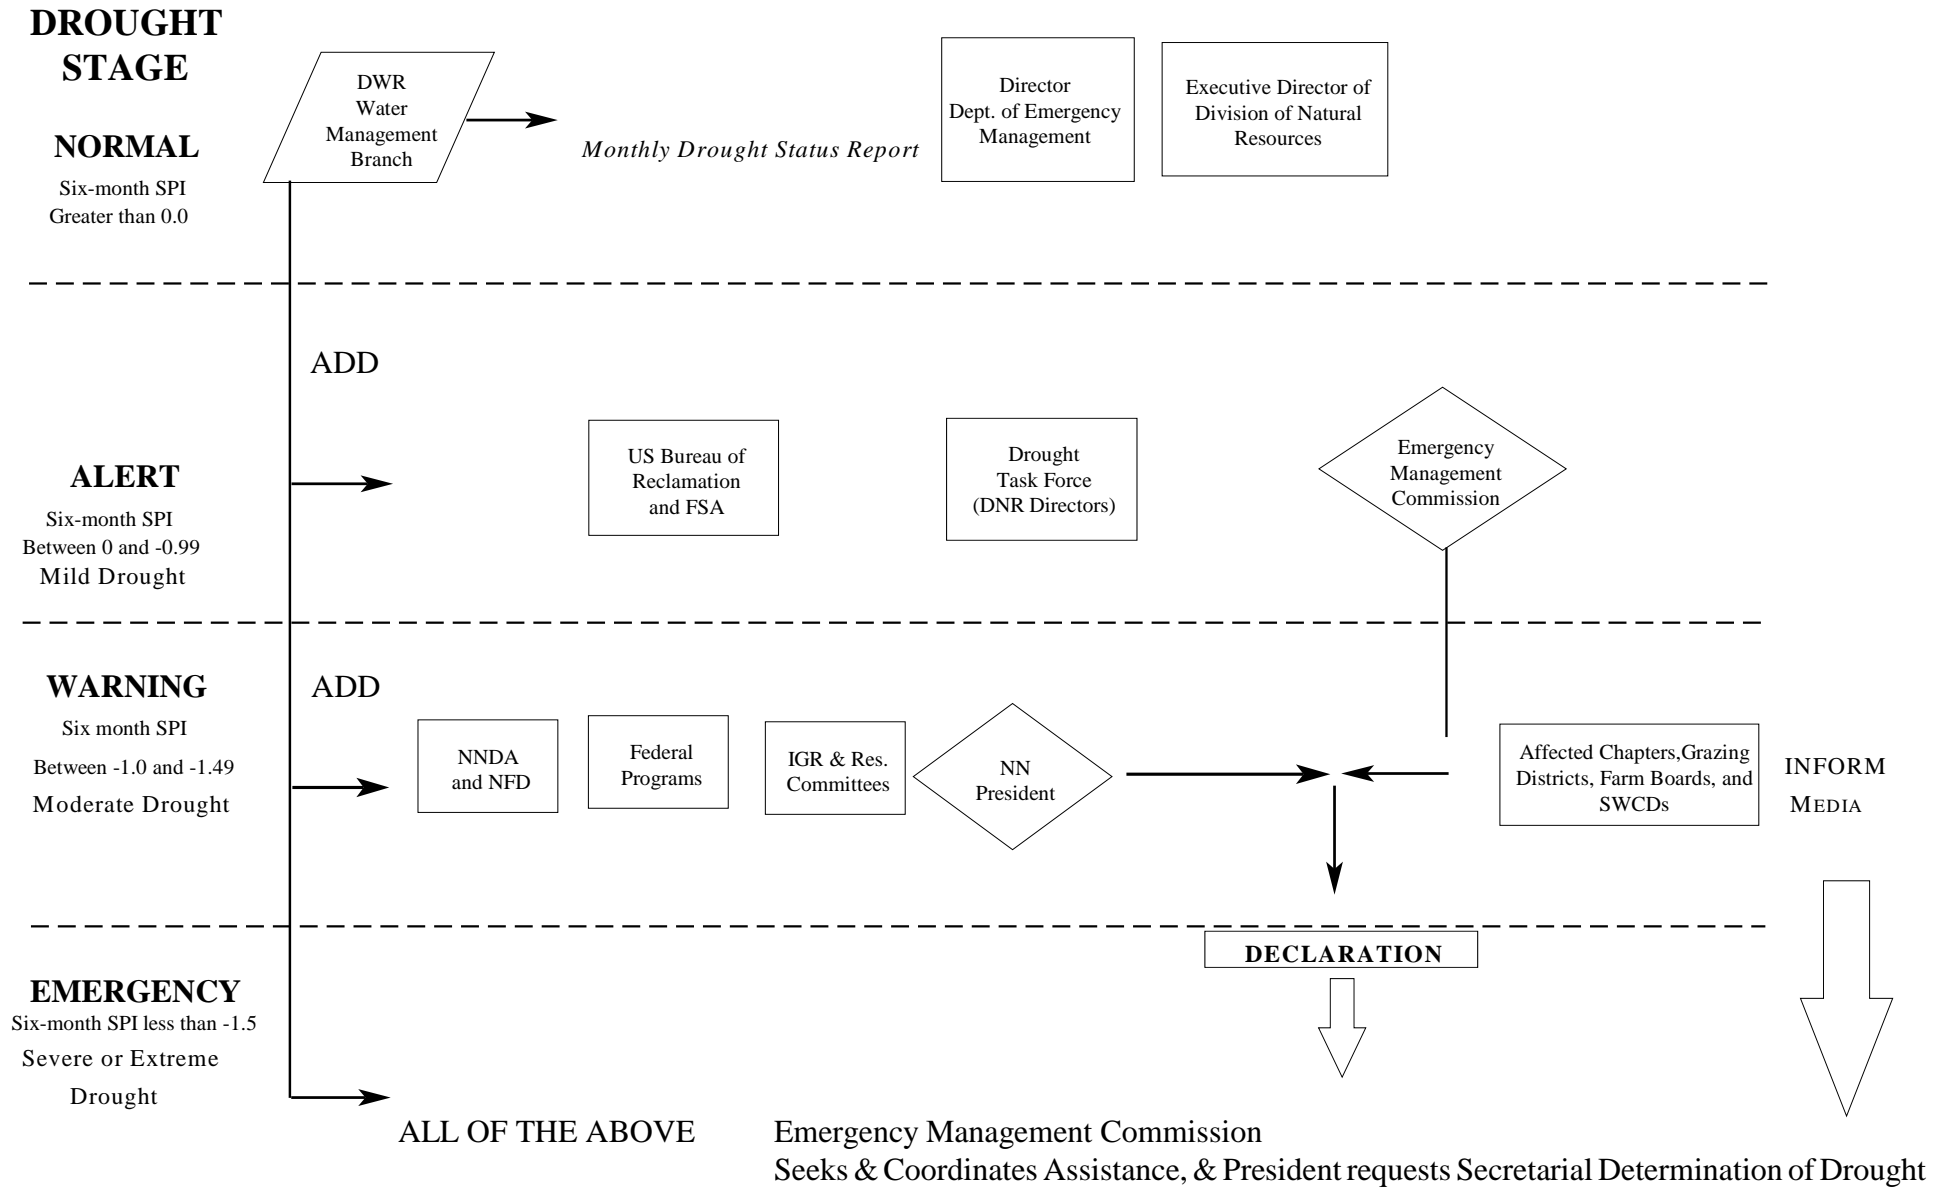 DROUGHT
STAGE
NORMAL
Six-month SPI
Greater than 0.0
DWR
Water
Management
Branch
Monthly Drought Status Report
Director
Dept. of Emergency
Management
Executive Director of
Division of Natural
Resources
ADD
ALERT
Six-month SPI
Between 0 and -0.99
Mild Drought
US Bureau of
Reclamation
and FSA
Drought
Task Force
(DNR Directors)
Emergency
Management
Commission
WARNING
Six month SPI
Between -1.0 and -1.49
Moderate Drought
ADD
NNDA
and NFD
Federal
Programs
IGR & Res.
Committees
NN
President
Affected Chapters,Grazing
Districts, Farm Boards, and
SWCDs
INFORM
MEDIA
DECLARATION
EMERGENCY
Six-month SPI less than -1.5
Severe or Extreme
Drought
ALL OF THE ABOVE
Emergency Management Commission
Seeks & Coordinates Assistance, & President requests Secretarial Determination of Drought